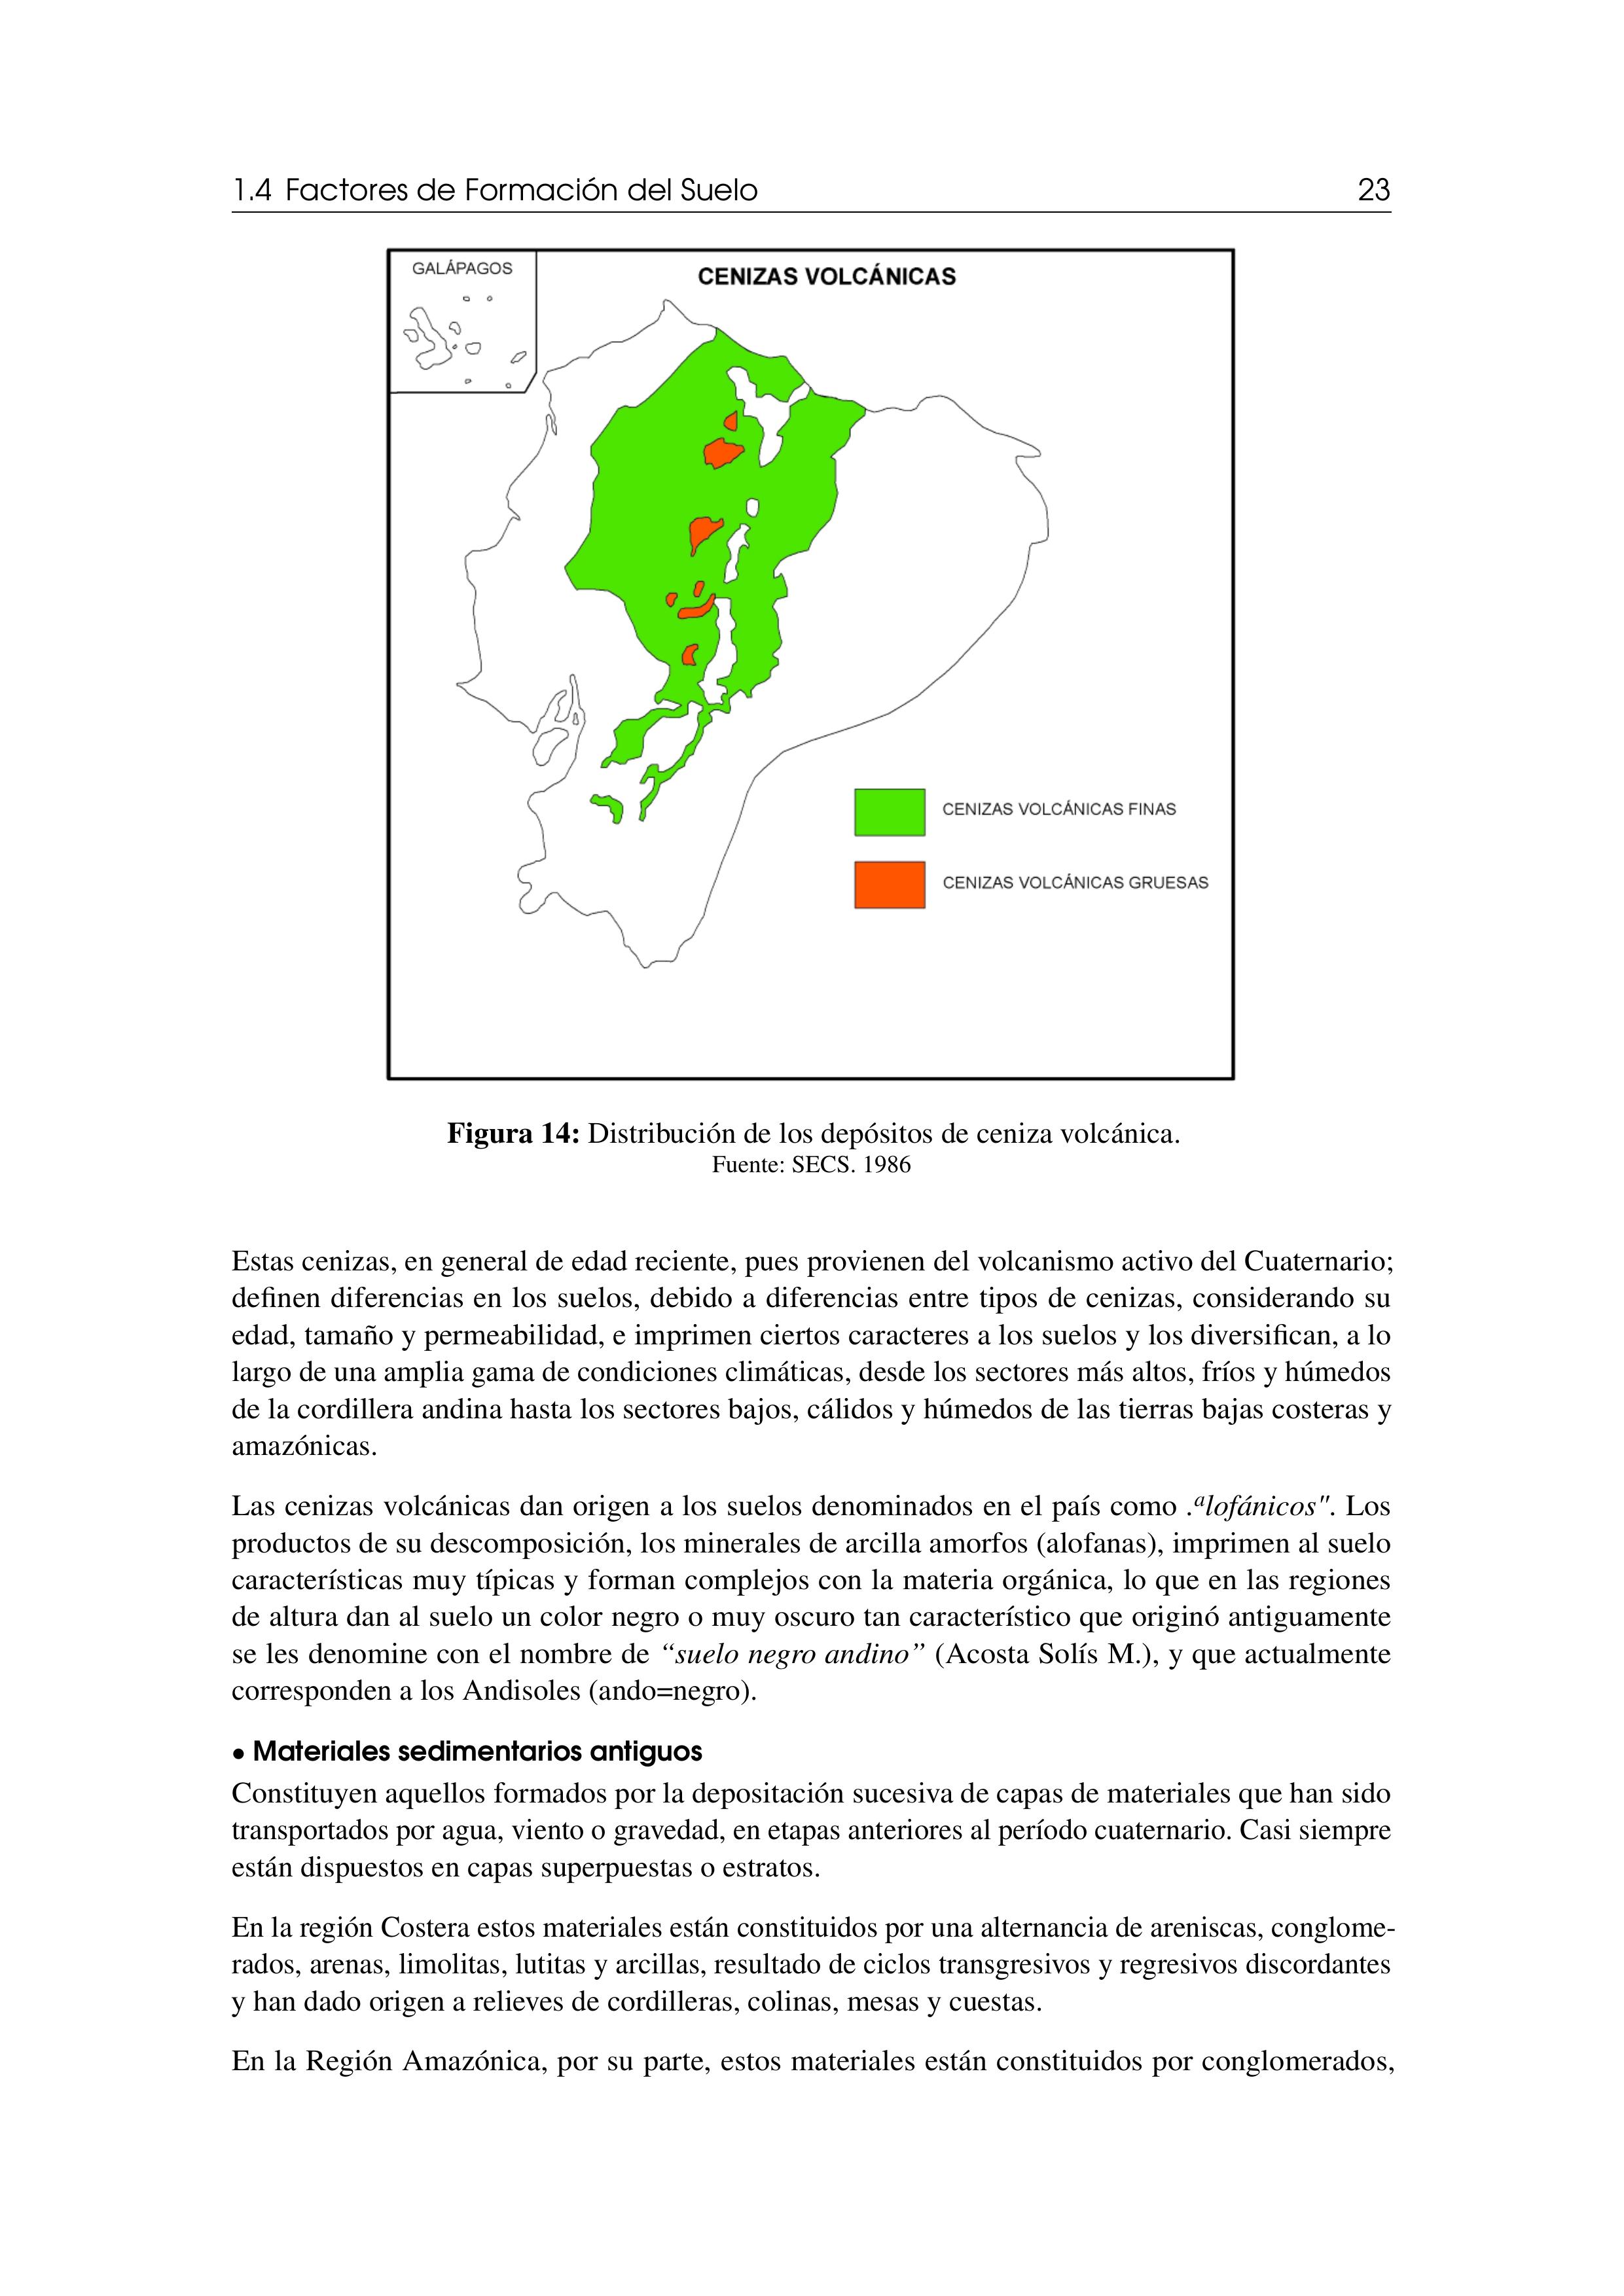 1.4 Factores de Formación del Suelo 23
GALÁPAGOS
CENIZAS VOLCÁNICAS
CENIZAS VOLCÁNICAS FINAS
CENIZAS VOLCÁNICAS GRUESAS
Figura 14: Distribución de los depósitos de ceniza volcánica.
Fuente: SECS. 1986
Estas cenizas, en general de edad reciente, pues provienen del volcanismo activo del Cuaternario;
definen diferencias en los suelos, debido a diferencias entre tipos de cenizas, considerando su
edad, tamaño y permeabilidad, e imprimen ciertos caracteres a los suelos y los diversifican, a lo
largo de una amplia gama de condiciones climáticas, desde los sectores más altos, fríos y húmedos
de la cordillera andina hasta los sectores bajos, cálidos y húmedos de las tierras bajas costeras y
amazónicas.
Las cenizas volcánicas dan origen a los suelos denominados en el país como .ªlofánicos". Los
productos de su descomposición, los minerales de arcilla amorfos (alofanas), imprimen al suelo
características muy típicas y forman complejos con la materia orgánica, lo que en las regiones
de altura dan al suelo un color negro o muy oscuro tan característico que originó antiguamente
se les denomine con el nombre de “suelo negro andino” (Acosta Solís M.), y que actualmente
corresponden a los Andisoles (ando=negro).
• Materiales sedimentarios antiguos
Constituyen aquellos formados por la depositación sucesiva de capas de materiales que han sido
transportados por agua, viento o gravedad, en etapas anteriores al período cuaternario. Casi siempre
están dispuestos en capas superpuestas o estratos.
En la región Costera estos materiales están constituidos por una alternancia de areniscas, conglome-
rados, arenas, limolitas, lutitas y arcillas, resultado de ciclos transgresivos y regresivos discordantes
y han dado origen a relieves de cordilleras, colinas, mesas y cuestas.
En la Región Amazónica, por su parte, estos materiales están constituidos por conglomerados,